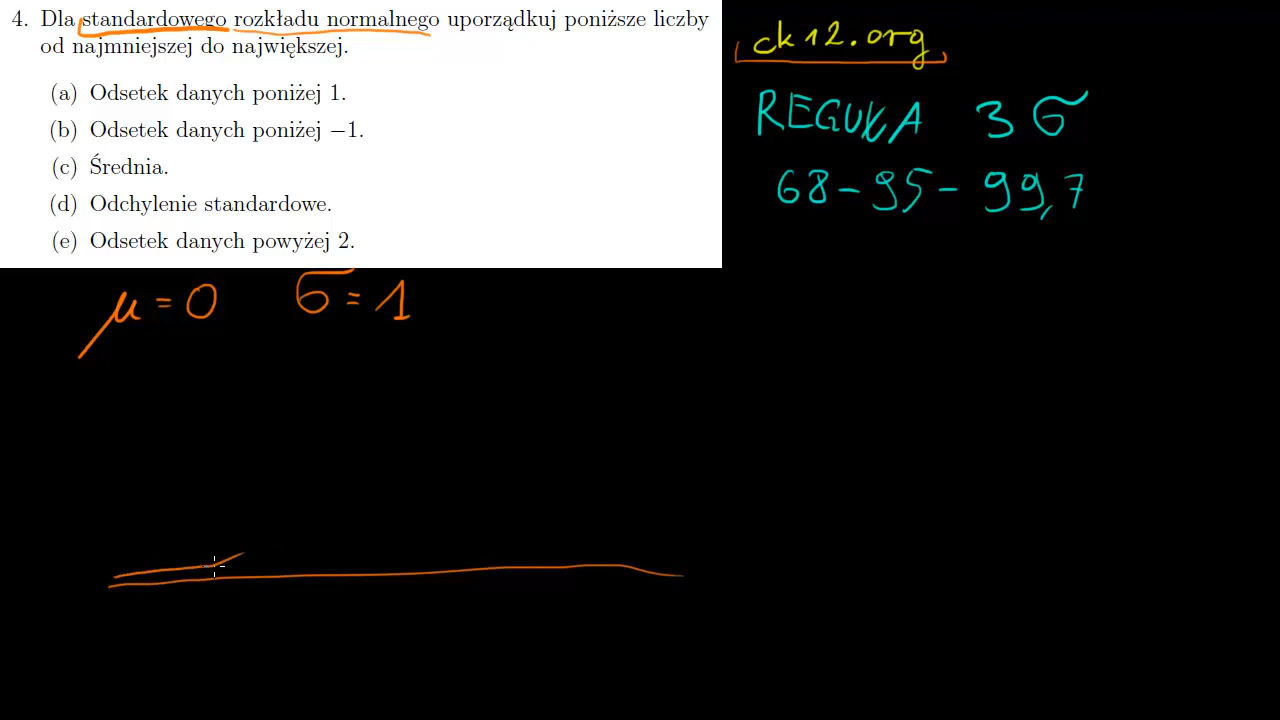 4. Dla standardowego rozkładu normalnego uporządkuj poniższe liczby
od najmniejszej do największej.
(a) Odsetek danych poniżej 1.
(b) Odsetek danych poniżej −1.
(c) Średnia.
(d) Odchylenie standardowe.
(e) Odsetek danych powyżej 2.
ck12.org
REGUŁA 3σ
68-95-99,7
μ=0 σ=1